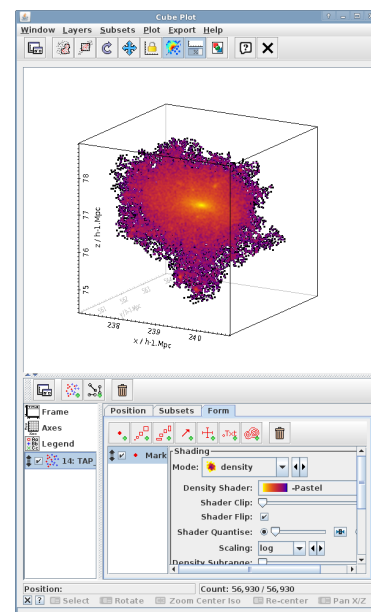 Cube Plot
Window Layers Subsets Plot Export Help
78
77
76
75
z / h-1.Mpc
238
239
240
x / h-1.Mpc
Frame
Axes
Legend
14: TAP_
Position Subsets Form
Mark
Shading
Mode: density
Density Shader: -Pastel
Shader Clip:
Shader Flip:
Shader Quantise:
Scaling: log
Density Subrange:
Position: Count: 56,930 / 56,930
Select Rotate Zoom Center Iso Re-center Pan X/Z